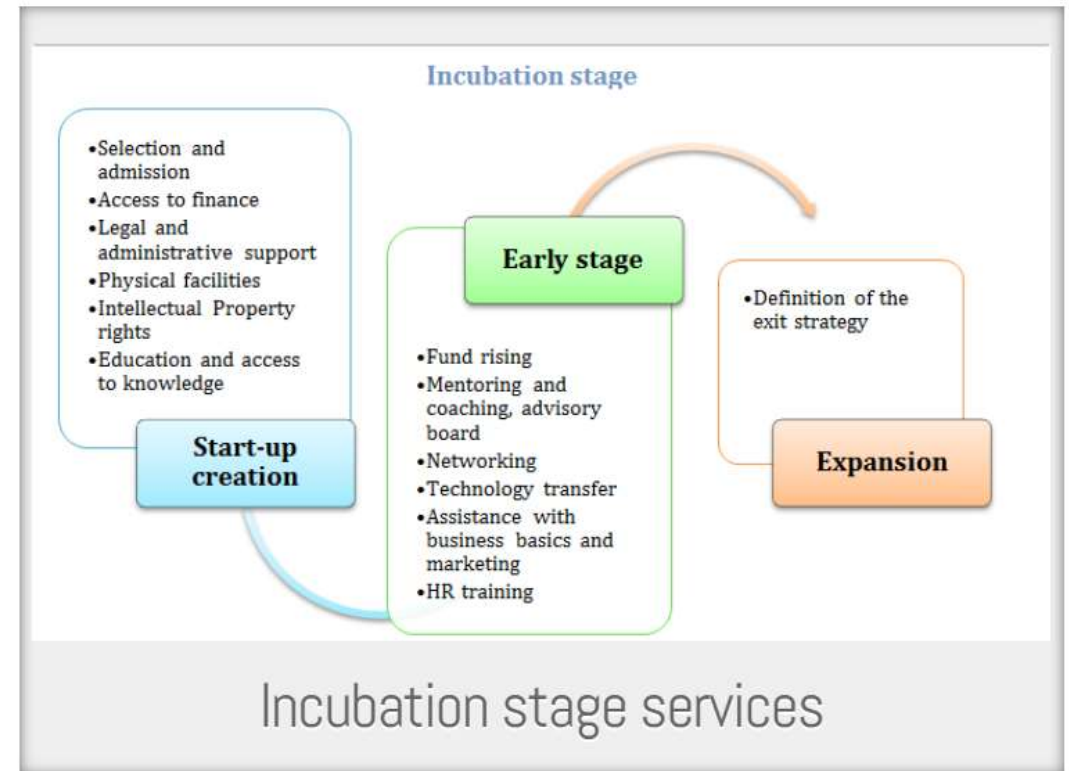 Incubation stage
•Selection and
admission
•Access to finance
•Legal and
administrative support
•Physical facilities
•Intellectual Property
rights
•Education and access
to knowledge
Start-up
creation
Early stage
•Fund rising
•Mentoring and
coaching, advisory
board
•Networking
•Technology transfer
•Assistance with
business basics and
marketing
•HR training
•Definition of the
exit strategy
Expansion
Incubation stage services